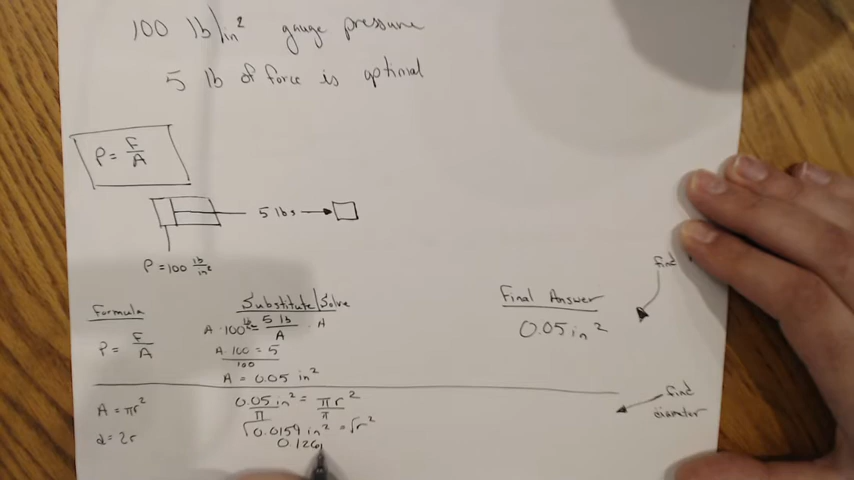 100 lb/in² gauge pressure
5 lb of force is optimal
P = F/A
5 lbs
P = 100 lb/in²
find
Formula
Substitute/Solve
Final Answer
A · 100 lb/in² = 5 lb/A · A
0.05 in²
P = F/A
A · 100 = 5
100
A = 0.05 in²
find
diameter
A = πr²
0.05 in² = πr²
π π
d = 2r
√0.0159 in² = √r²
0.126